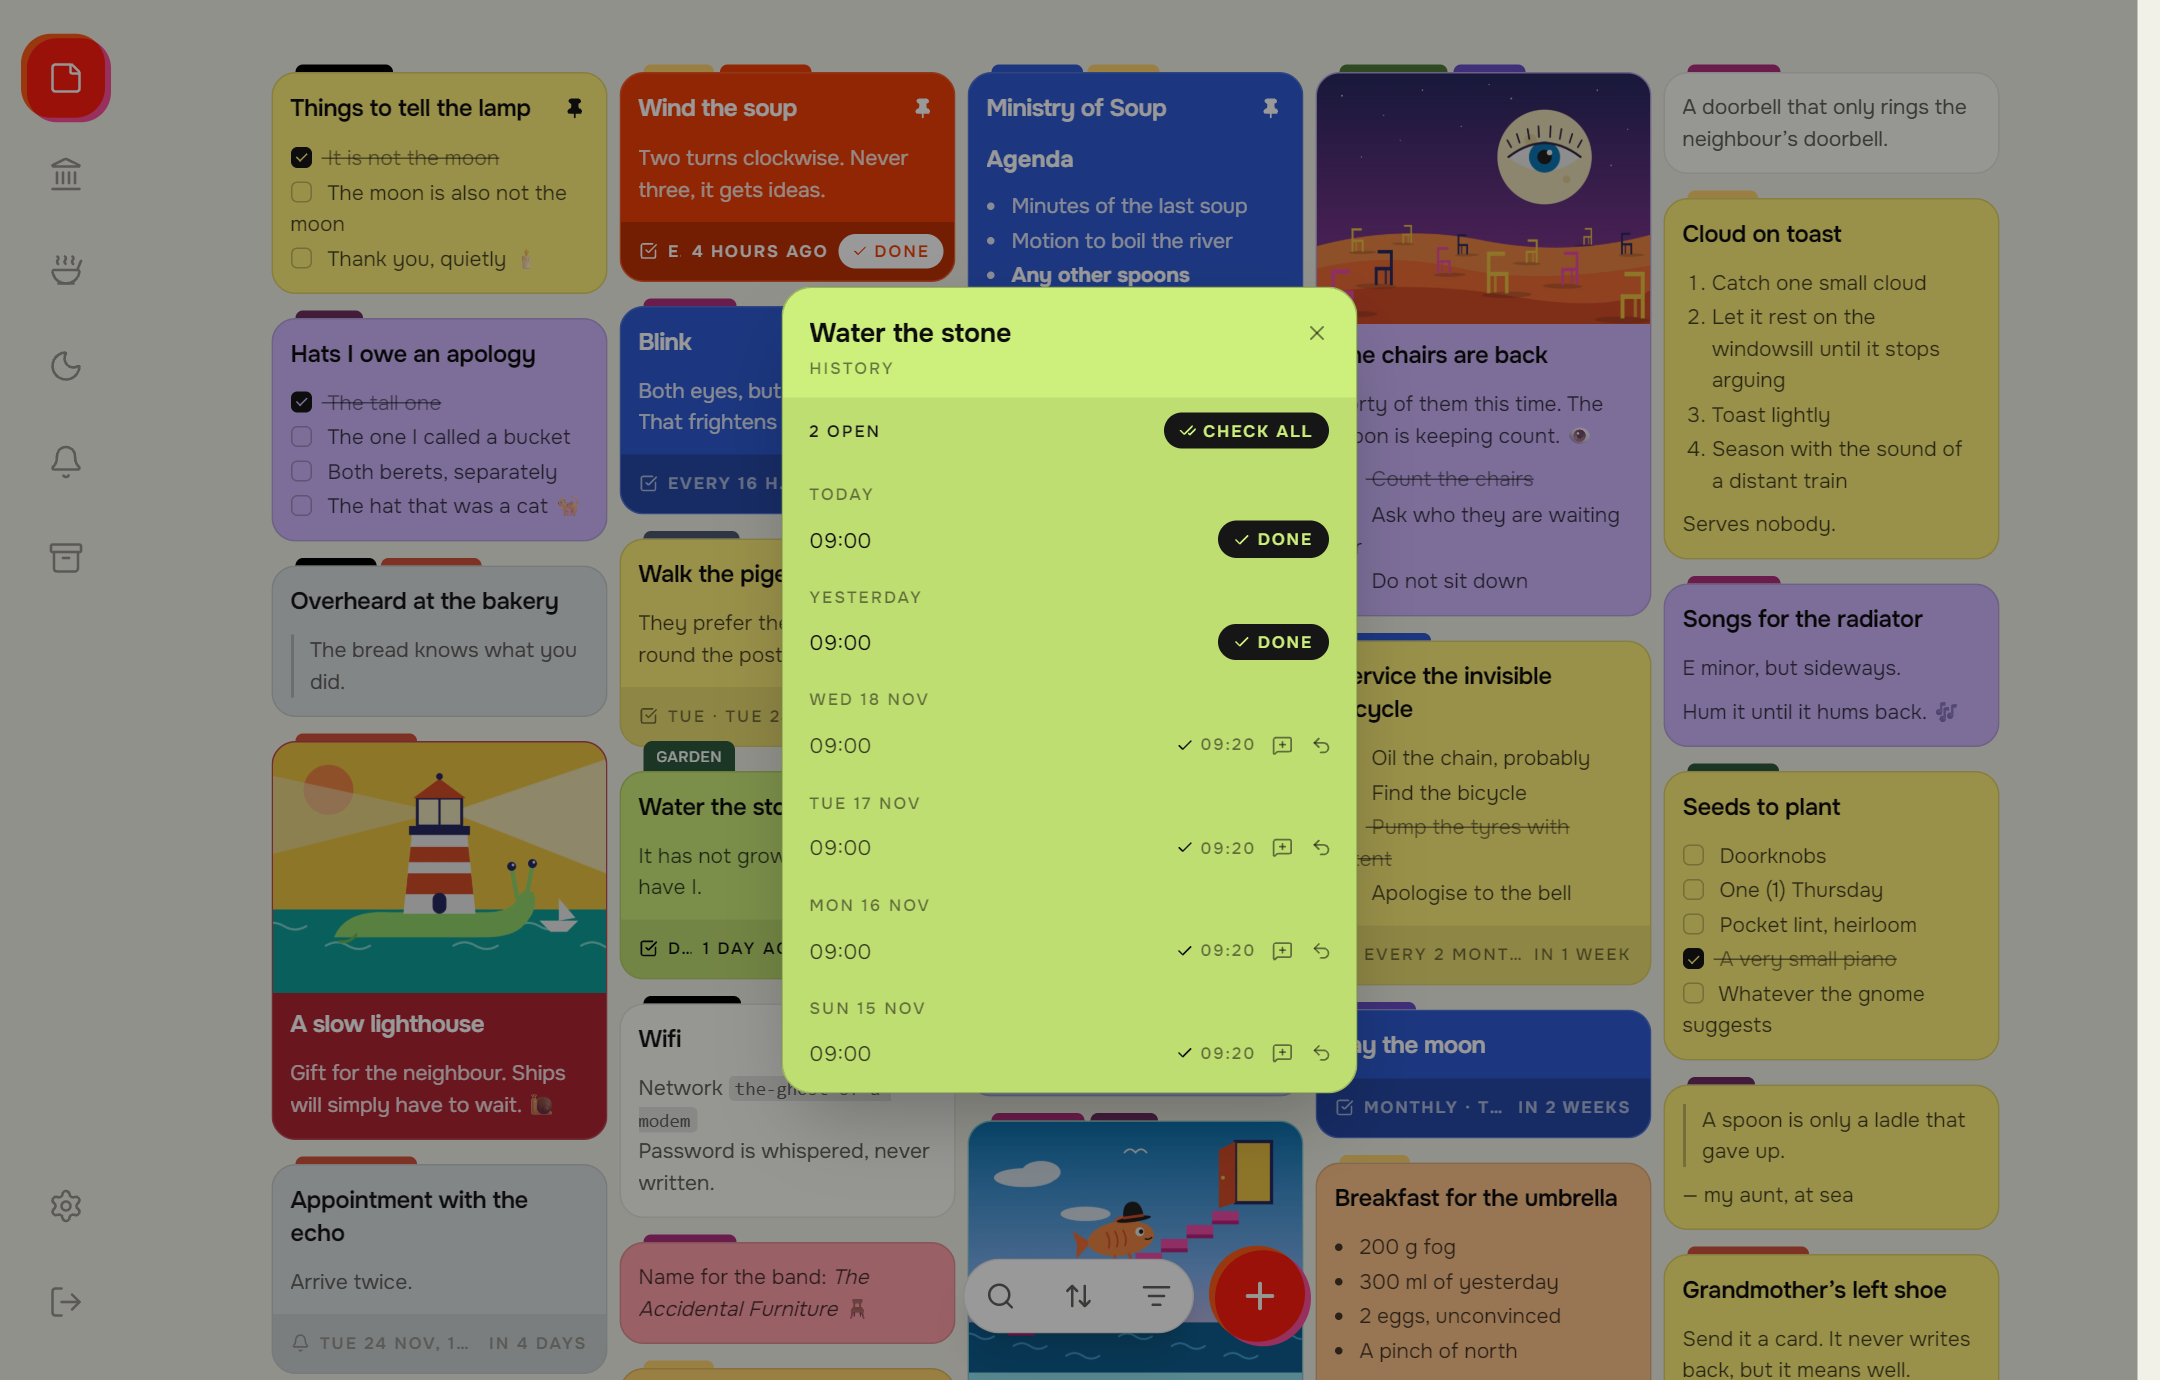 Things to tell the lamp
It is not the moon
The moon is also not the
moon
Thank you, quietly
Hats I owe an apology
The tall one
The one I called a bucket
Both berets, separately
The hat that was a cat
Overheard at the bakery
The bread knows what you
did.
A slow lighthouse
Gift for the neighbour. Ships
will simply have to wait.
Appointment with the
echo
Arrive twice.
TUE 24 NOV, 1… IN 4 DAYS
Wind the soup
Two turns clockwise. Never
three, it gets ideas.
E. 4 HOURS AGO DONE
Blink
Both eyes, but
That frightens
EVERY 16 H
Walk the pige
They prefer the
round the post
TUE · TUE 2
GARDEN
Water the sto
It has not grow
have I.
D… 1 DAY AG
Wifi
Network the-gh
modem
Password is whispered, never
written.
Name for the band: The
Accidental Furniture
Ministry of Soup
Agenda
• Minutes of the last soup
• Motion to boil the river
• Any other spoons
Water the stone
HISTORY
2 OPEN CHECK ALL
TODAY
09:00 DONE
YESTERDAY
09:00 DONE
WED 18 NOV
09:00 09:20
TUE 17 NOV
09:00 09:20
MON 16 NOV
09:00 09:20
SUN 15 NOV
09:00 09:20
he chairs are back
rty of them this time. The
oon is keeping count.
Count the chairs
Ask who they are waiting
r
Do not sit down
ervice the invisible
cycle
Oil the chain, probably
Find the bicycle
Pump the tyres with
tent
Apologise to the bell
EVERY 2 MONT… IN 1 WEEK
ay the moon
MONTHLY · T… IN 2 WEEKS
Breakfast for the umbrella
• 200 g fog
• 300 ml of yesterday
• 2 eggs, unconvinced
• A pinch of north
A doorbell that only rings the
neighbour’s doorbell.
Cloud on toast
1. Catch one small cloud
2. Let it rest on the
windowsill until it stops
arguing
3. Toast lightly
4. Season with the sound of
a distant train
Serves nobody.
Songs for the radiator
E minor, but sideways.
Hum it until it hums back.
Seeds to plant
Doorknobs
One (1) Thursday
Pocket lint, heirloom
A very small piano
Whatever the gnome
suggests
A spoon is only a ladle that
gave up.
— my aunt, at sea
Grandmother’s left shoe
Send it a card. It never writes
back, but it means well.